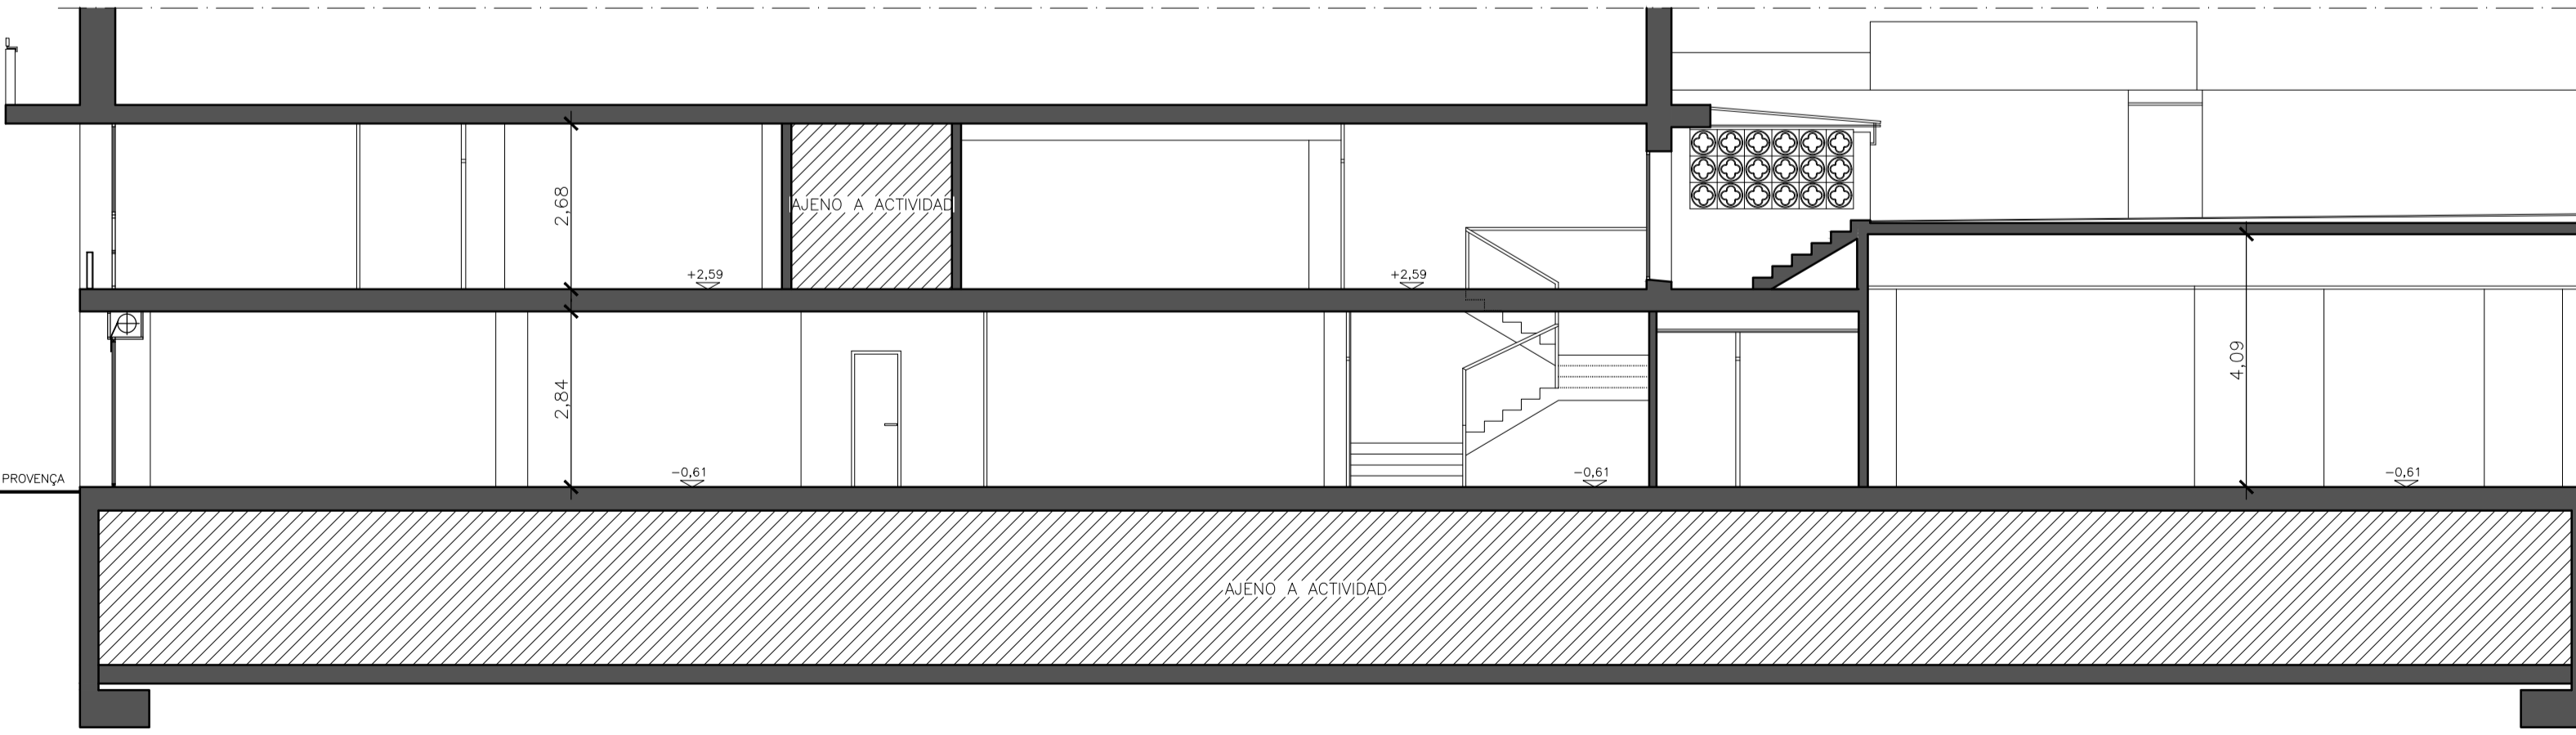 2,68
AJENO A ACTIVIDAD
+2,59
+2,59
2,84
4,09
PROVENÇA
−0,61
−0,61
−0,61
AJENO A ACTIVIDAD